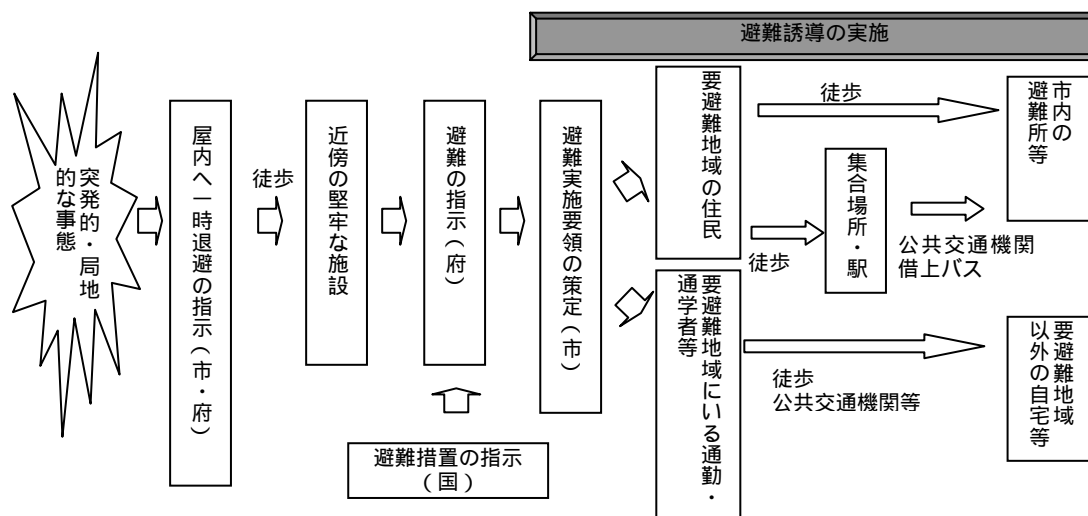 避難誘導の実施
突発的・局地
的な事態
屋内へ一時退避の指示（市・府）
徒歩
近傍の堅牢な施設
避難の指示（府）
避難措置の指示
（国）
避難実施要領の策定（市）
要避難地域の住民
徒歩
市内の
避難所等
徒歩
集合場所・駅
公共交通機関
借上バス
要避難地域にいる通勤・
通学者等
徒歩
公共交通機関等
要避難地域
以外の自宅等